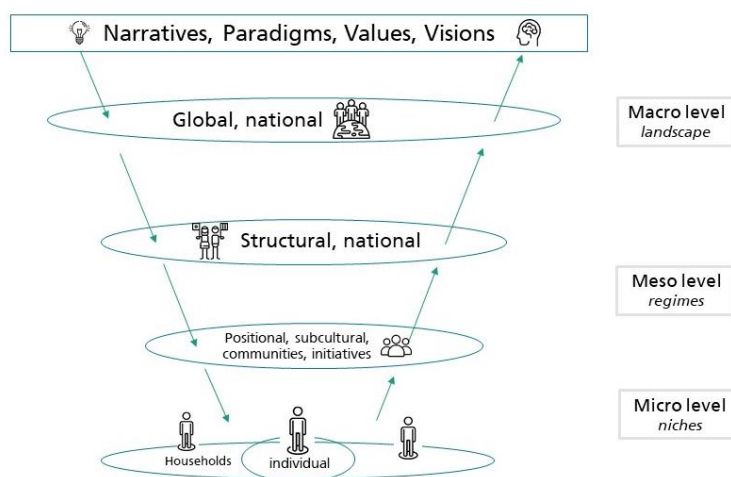 Narratives, Paradigms, Values, Visions
Global, national
Macro level
landscape
Structural, national
Meso level
regimes
Positional, subcultural,
communities, initiatives
Micro level
niches
Households
individual